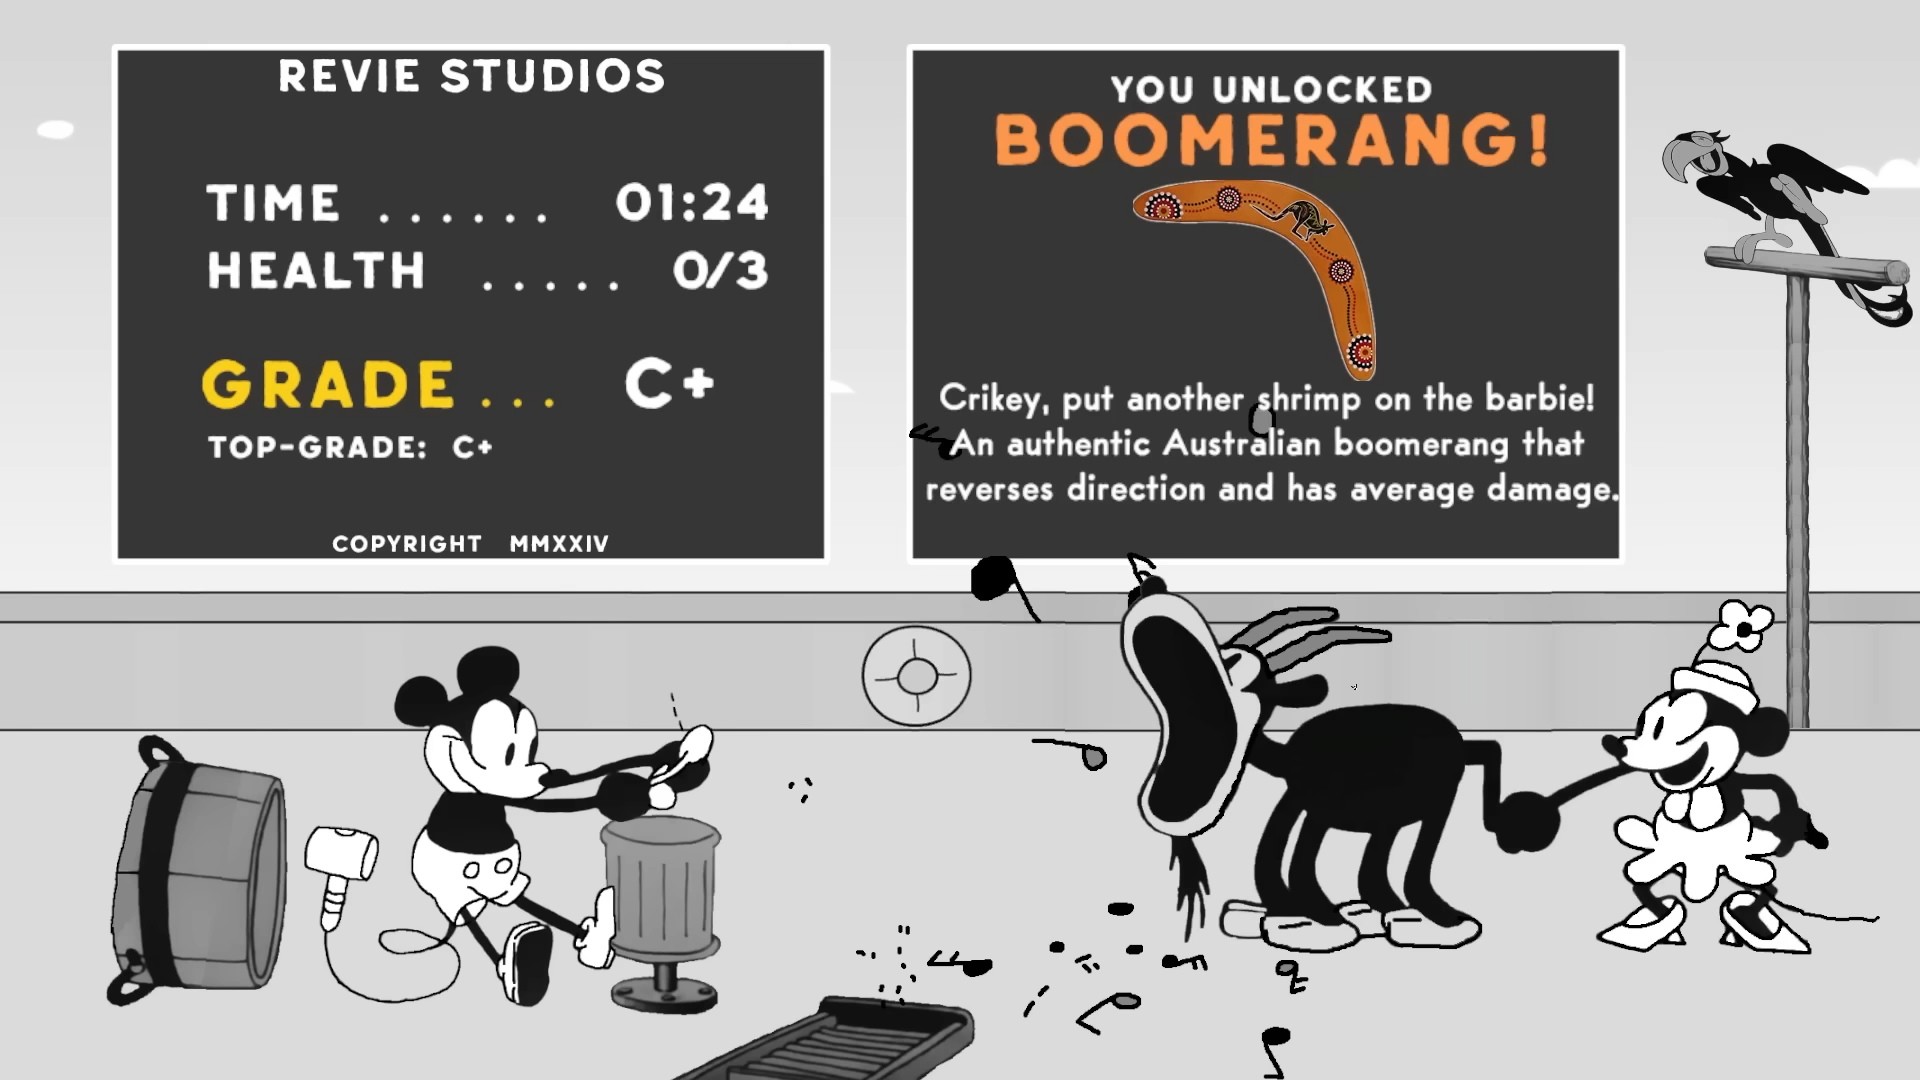 REVIE STUDIOS
TIME ...... 01:24
HEALTH ..... 0/3
GRADE ... C+
TOP-GRADE: C+
COPYRIGHT MMXXIV
YOU UNLOCKED
BOOMERANG!
Crikey, put another shrimp on the barbie!
An authentic Australian boomerang that
reverses direction and has average damage.